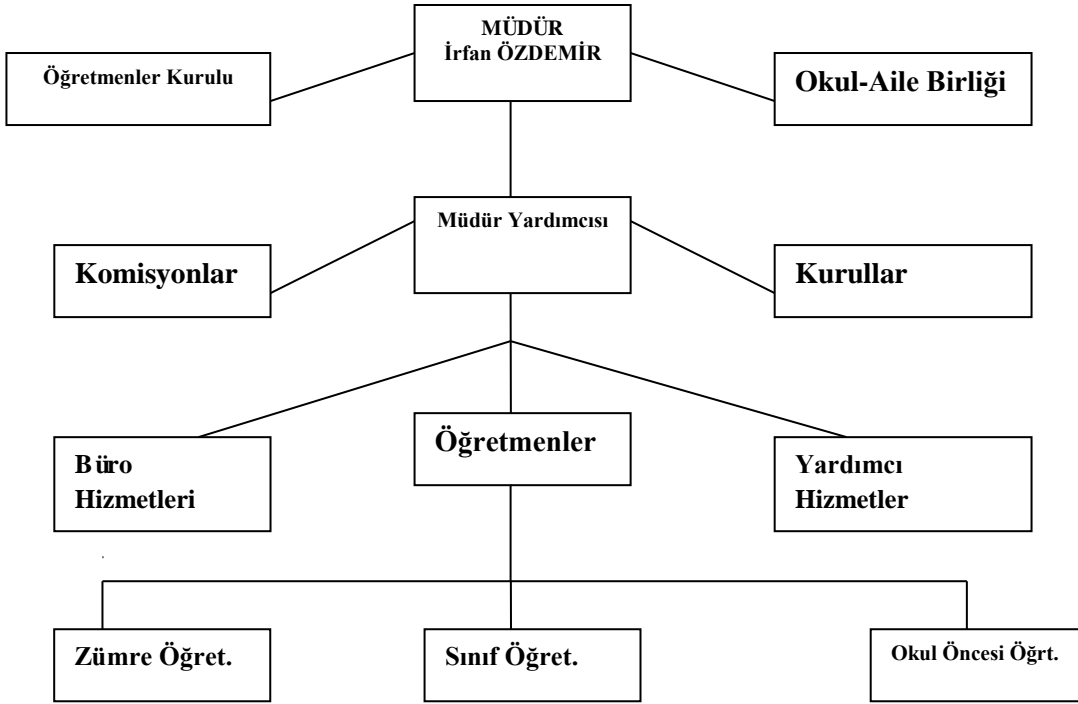 MÜDÜR
İrfan ÖZDEMİR
Öğretmenler Kurulu
Okul-Aile Birliği
Müdür Yardımcısı
Komisyonlar
Kurullar
Öğretmenler
Büro
Hizmetleri
Yardımcı
Hizmetler
Zümre Öğret.
Sınıf Öğret.
Okul Öncesi Öğrt.